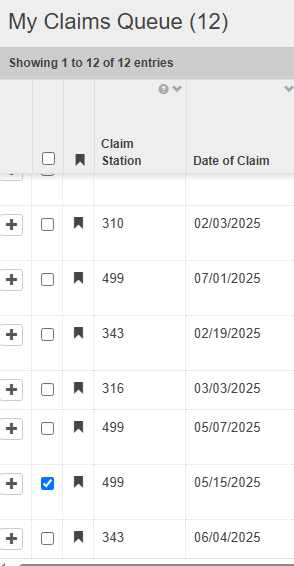 My Claims Queue (12)
Showing 1 to 12 of 12 entries
Claim
Station Date of Claim
310 02/03/2025
499 07/01/2025
343 02/19/2025
316 03/03/2025
499 05/07/2025
499 05/15/2025
343 06/04/2025